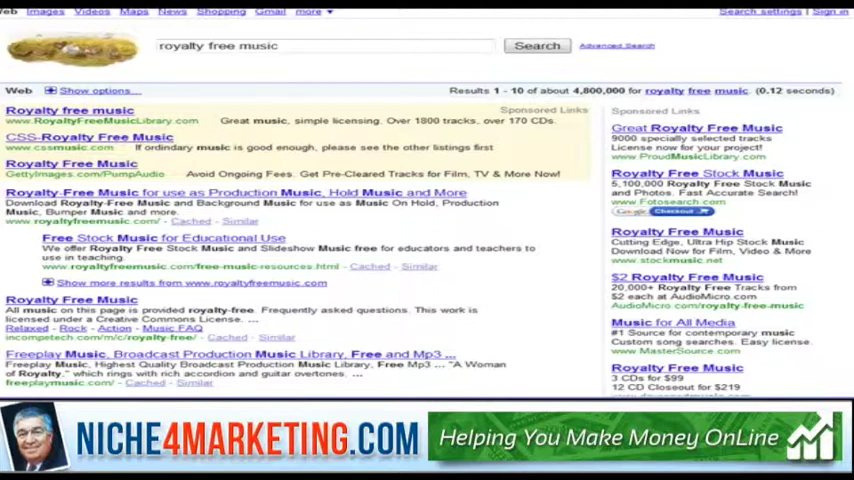 Web Images Videos Maps News Shopping Gmail more ▼ Search settings | Sign in
royalty free music Search Advanced Search
Web Show options... Results 1 - 10 of about 4,800,000 for royalty free music. (0.12 seconds)
Royalty free music Sponsored Links
www.RoyaltyFreeMusicLibrary.com Great music, simple licensing. Over 1800 tracks, over 170 CDs.
CSS-Royalty Free Music
www.cssmusic.com If ordindary music is good enough, please see the other listings first
Royalty Free Music
GettyImages.com/PumpAudio Avoid Ongoing Fees. Get Pre-Cleared Tracks for Film, TV & More Now!
Royalty-Free Music for use as Production Music, Hold Music and More
Download Royalty-Free Music and Background Music for use as Music On Hold, Production
Music, Bumper Music and more.
www.royaltyfreemusic.com/ - Cached - Similar
Free Stock Music for Educational Use
We offer Royalty Free Stock Music and Slideshow Music free for educators and teachers to
use in teaching.
www.royaltyfreemusic.com/free-music-resources.html - Cached - Similar
Show more results from www.royaltyfreemusic.com
Royalty Free Music
All music on this page is provided royalty-free. Frequently asked questions. This work is
licensed under a Creative Commons License. ...
Relaxed - Rock - Action - Music FAQ
incompetech.com/m/c/royalty-free/ - Cached - Similar
Freeplay Music, Broadcast Production Music Library, Free and Mp3 ...
Freeplay Music, Highest Quality Broadcast Production Music Library, Free Mp3 ... "A Woman
of Royalty," which rings with rich accordion and guitar overtones. ...
freeplaymusic.com/ - Cached - Similar
Sponsored Links
Great Royalty Free Music
9000 specially selected tracks
License now for your project!
www.ProudMusicLibrary.com
Royalty Free Stock Music
5,100,000 Royalty Free Stock Music
and Photos. Fast Accurate Search!
www.Fotosearch.com
Google Checkout
Royalty Free Music
Cutting Edge, Ultra Hip Stock Music
Download Now for Film, Video & More
www.stockmusic.net
$2 Royalty Free Music
20,000+ Royalty Free Tracks from
$2 each at AudioMicro.com
AudioMicro.com/royalty-free-music
Music for All Media
#1 Source for contemporary music
Custom song searches. Easy license.
www.MasterSource.com
Royalty Free Music
3 CDs for $99
12 CD Closeout for $219
NICHE4MARKETING.COM
Helping You Make Money OnLine